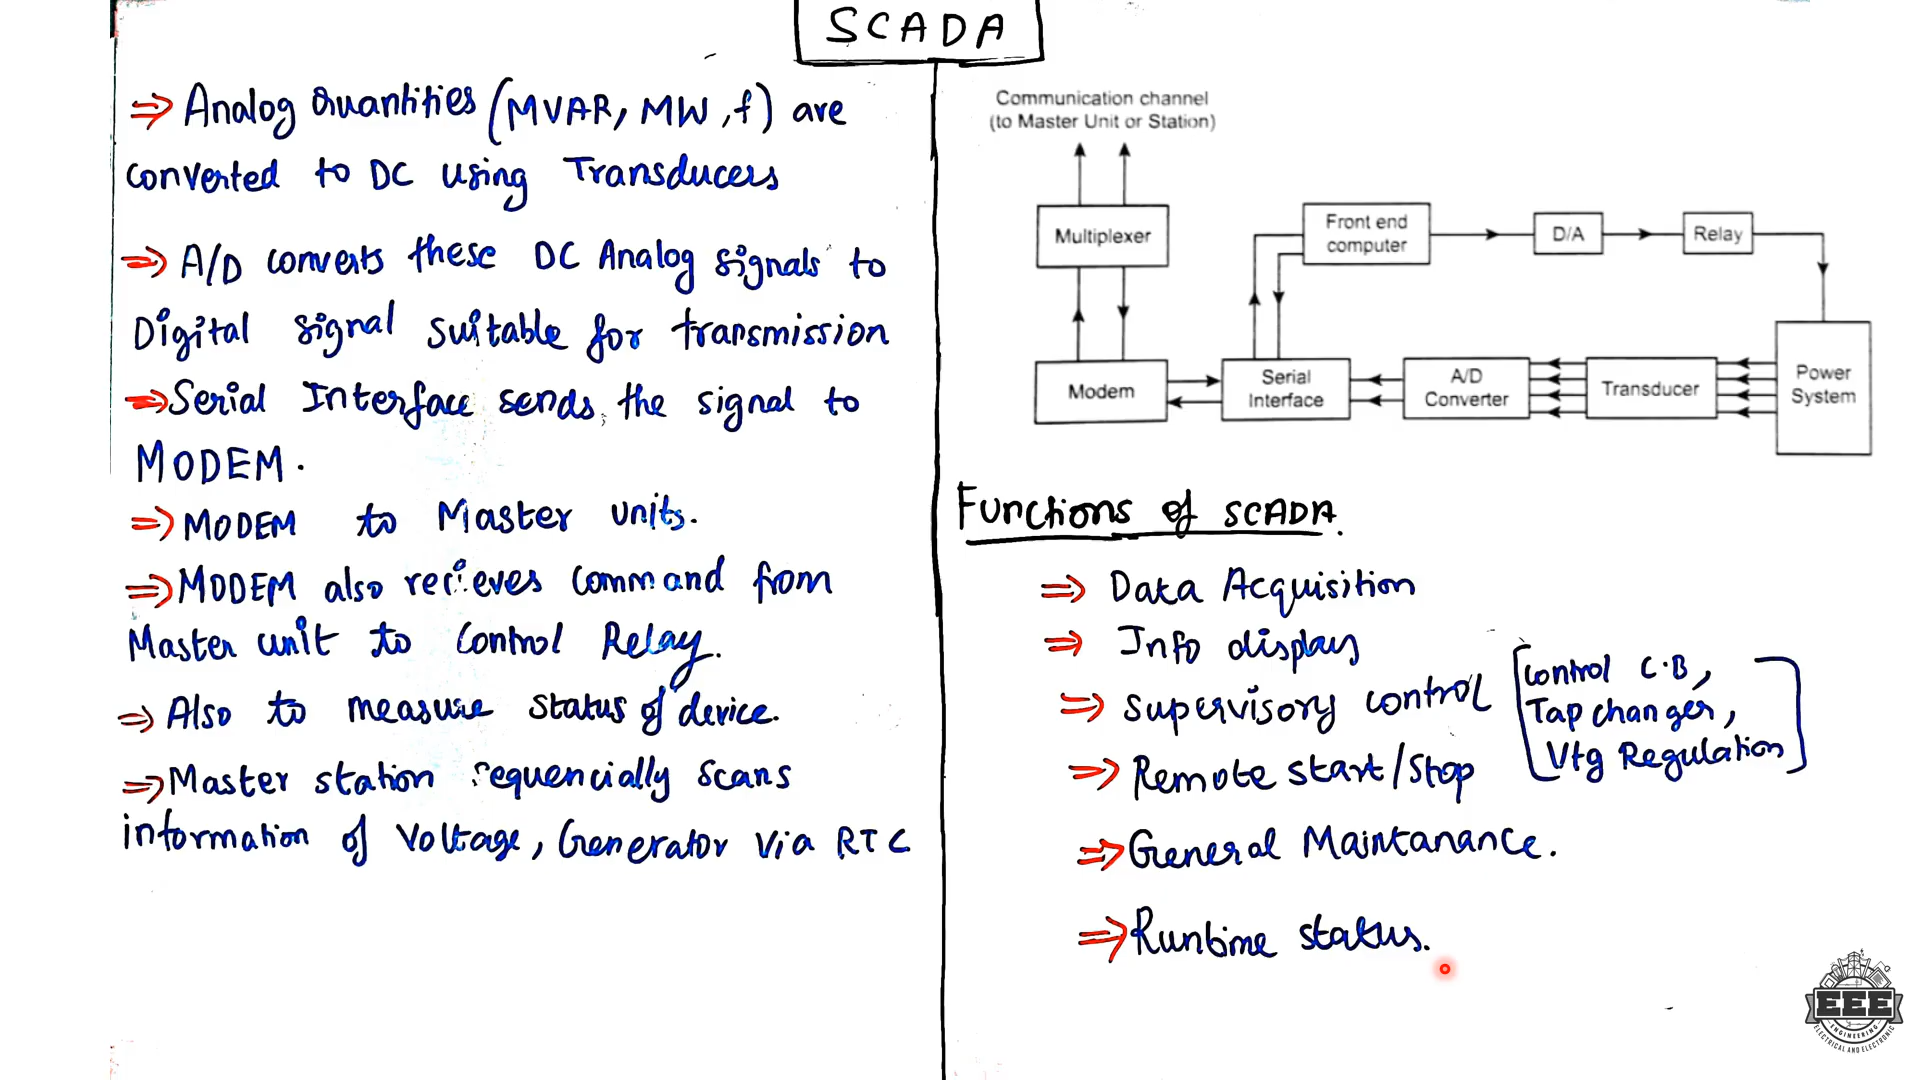 SCADA
⇒ Analog Quantities (MVAR, MW, f) are
converted to DC using Transducers
⇒ A/D converts these DC Analog signals to
Digital signal suitable for transmission
⇒ Serial Interface sends the signal to
MODEM.
⇒ MODEM to Master units.
⇒ MODEM also recieves command from
Master unit to Control Relay.
⇒ Also to measure status of device.
⇒ Master station sequencially scans
information of Voltage, Generator via RTC
Communication channel
(to Master Unit or Station)
Multiplexer
Front end
computer
D/A
Relay
Modem
Serial
Interface
A/D
Converter
Transducer
Power
System
Functions of SCADA.
⇒ Data Acquisition
⇒ Info displays
⇒ Supervisory control
[Control C.B,
Tap changer,
Vtg Regulation]
⇒ Remote start/Stop
⇒ General Maintanance.
⇒ Runtime status.
EEE
ENGINEERING
ELECTRICAL AND ELECTRONIC